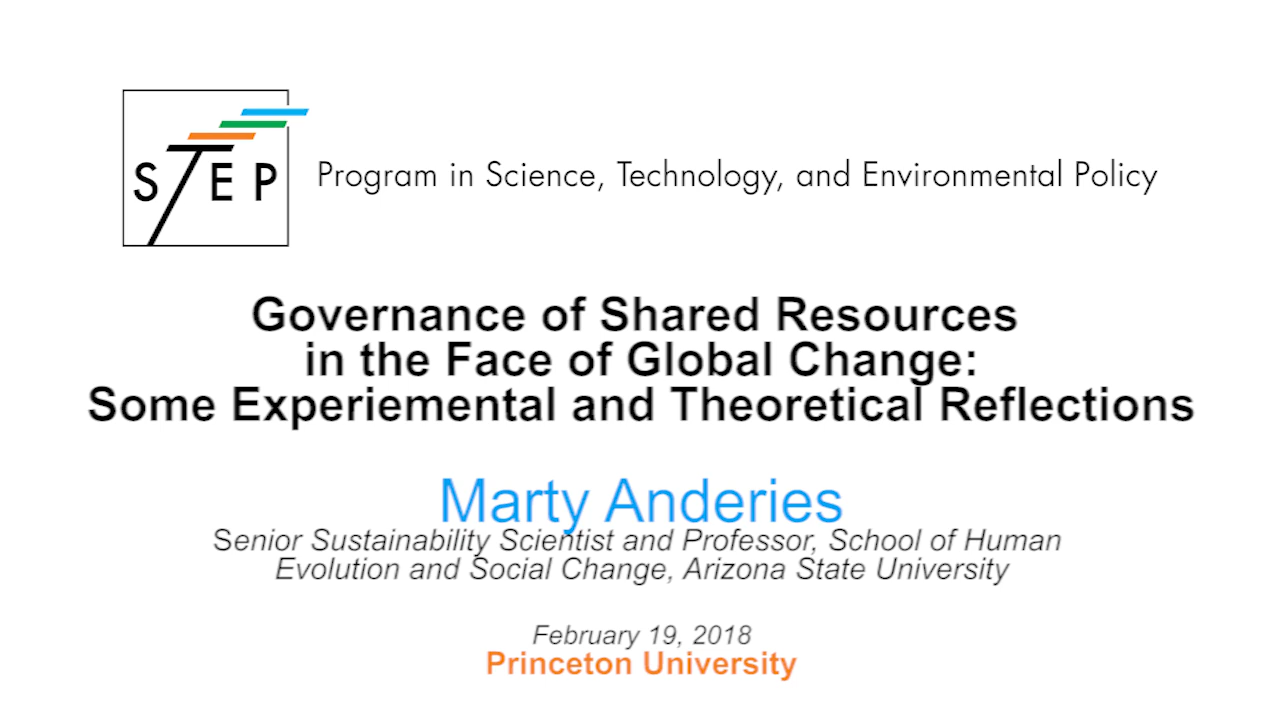 STEP
Program in Science, Technology, and Environmental Policy
Governance of Shared Resources
in the Face of Global Change:
Some Experiemental and Theoretical Reflections
Marty Anderies
Senior Sustainability Scientist and Professor, School of Human
Evolution and Social Change, Arizona State University
February 19, 2018
Princeton University